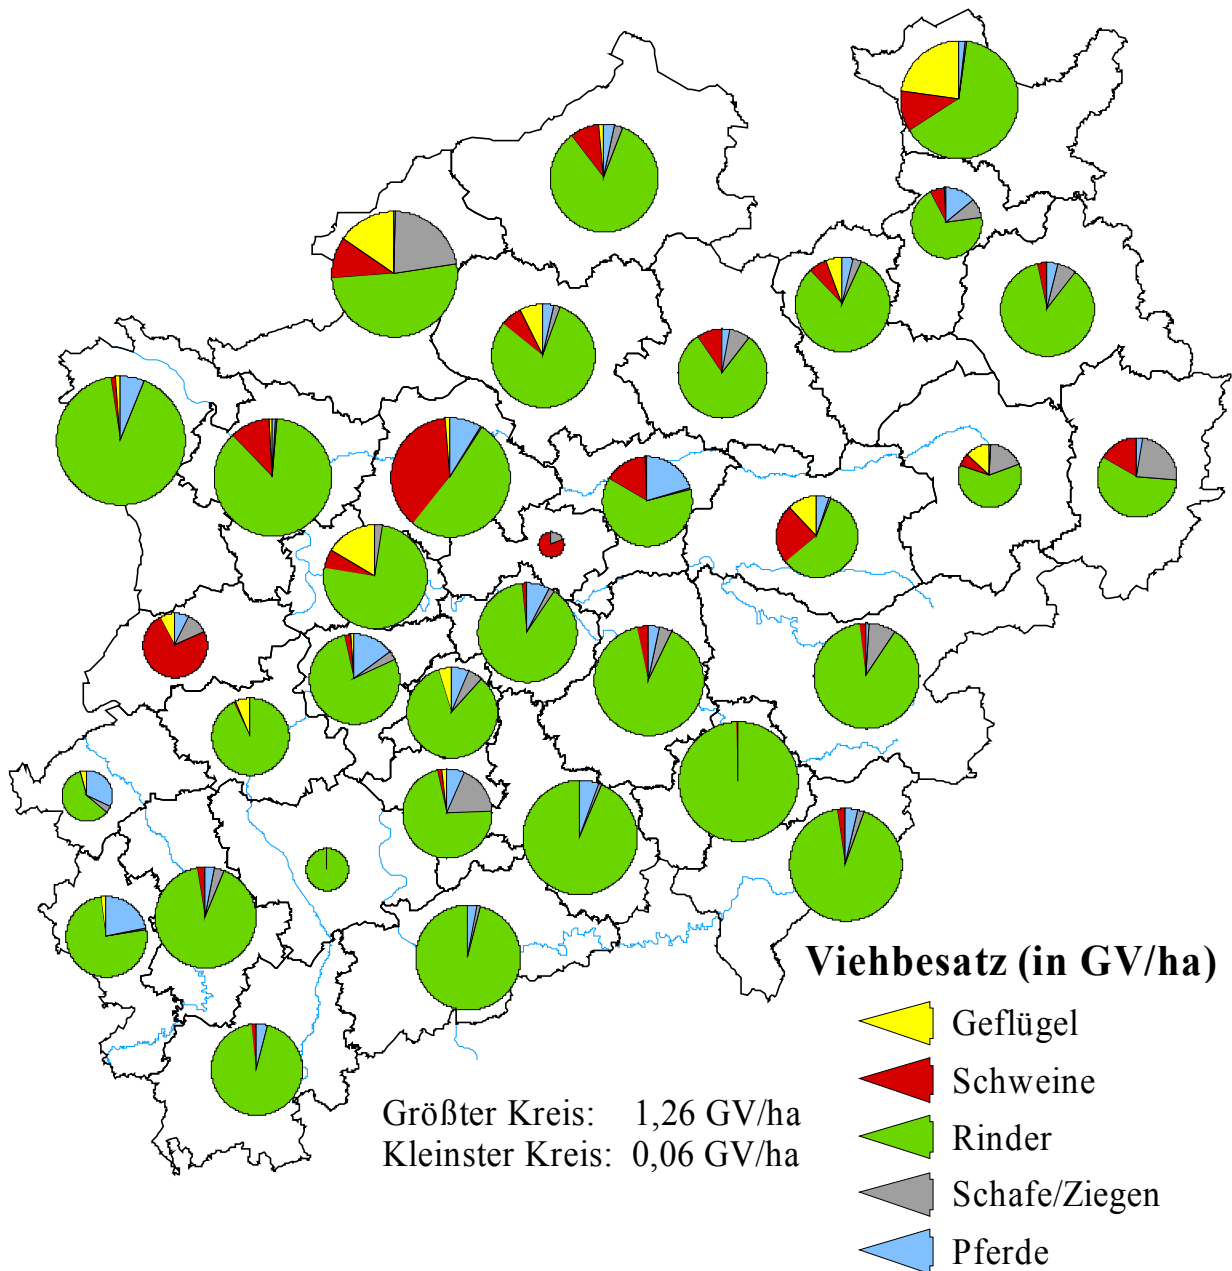 Viehbesatz (in GV/ha)
Geflügel
Schweine
Rinder
Schafe/Ziegen
Pferde
Größter Kreis: 1,26 GV/ha
Kleinster Kreis: 0,06 GV/ha